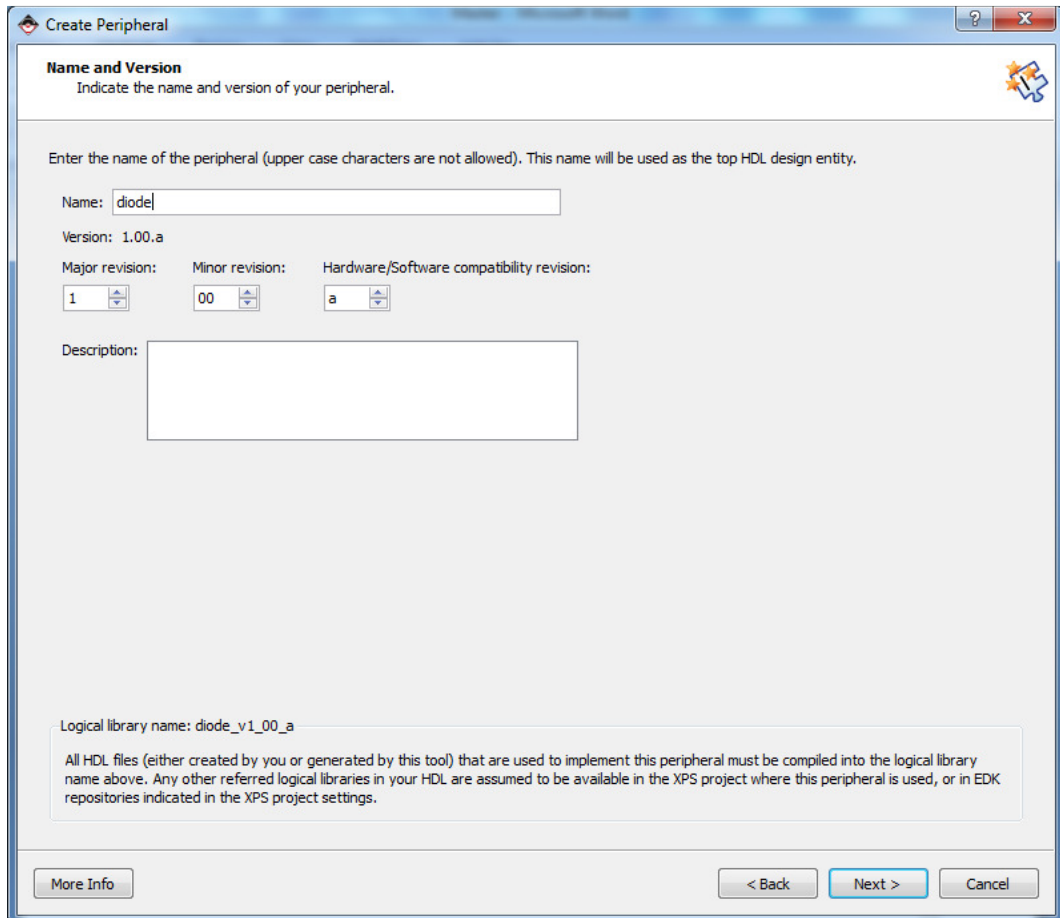 Create Peripheral
?
X
Name and Version
Indicate the name and version of your peripheral.
Enter the name of the peripheral (upper case characters are not allowed). This name will be used as the top HDL design entity.
Name: diode
Version: 1.00.a
Major revision: Minor revision: Hardware/Software compatibility revision:
1 00 a
Description:
Logical library name: diode_v1_00_a
All HDL files (either created by you or generated by this tool) that are used to implement this peripheral must be compiled into the logical library
name above. Any other referred logical libraries in your HDL are assumed to be available in the XPS project where this peripheral is used, or in EDK
repositories indicated in the XPS project settings.
More Info < Back Next > Cancel